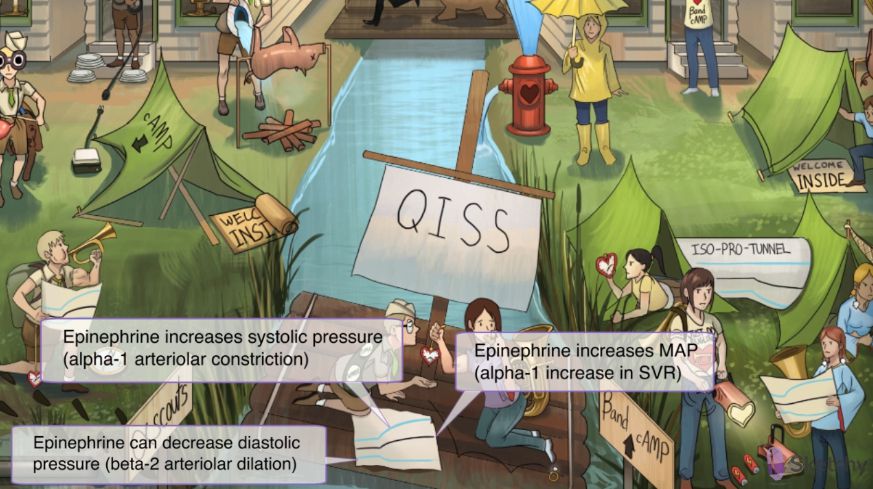 Band
cAMP
cAMP
WELCOME
INSIDE
WELC
INSI
QISS
ISO-PRO-TUNNEL
Epinephrine increases systolic pressure
(alpha-1 arteriolar constriction)
Epinephrine increases MAP
(alpha-1 increase in SVR)
scouts
Band
cAMP
Epinephrine can decrease diastolic
pressure (beta-2 arteriolar dilation)
Sketchy